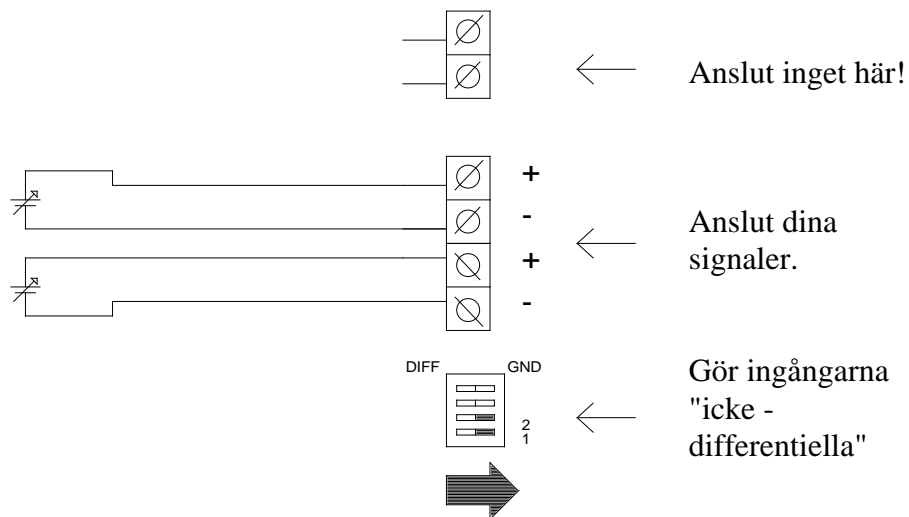 Anslut inget här!
+
-
+
-
Anslut dina
signaler.
DIFF GND
2
1
Gör ingångarna
"icke -
differentiella"